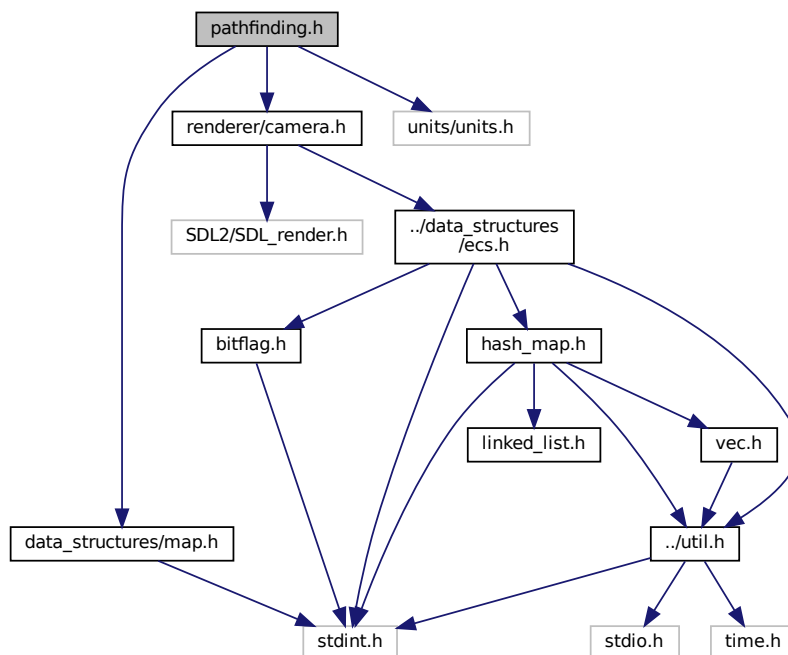 pathfinding.h
renderer/camera.h
units/units.h
SDL2/SDL_render.h
../data_structures
/ecs.h
bitflag.h
hash_map.h
linked_list.h
vec.h
data_structures/map.h
../util.h
stdint.h
stdio.h
time.h